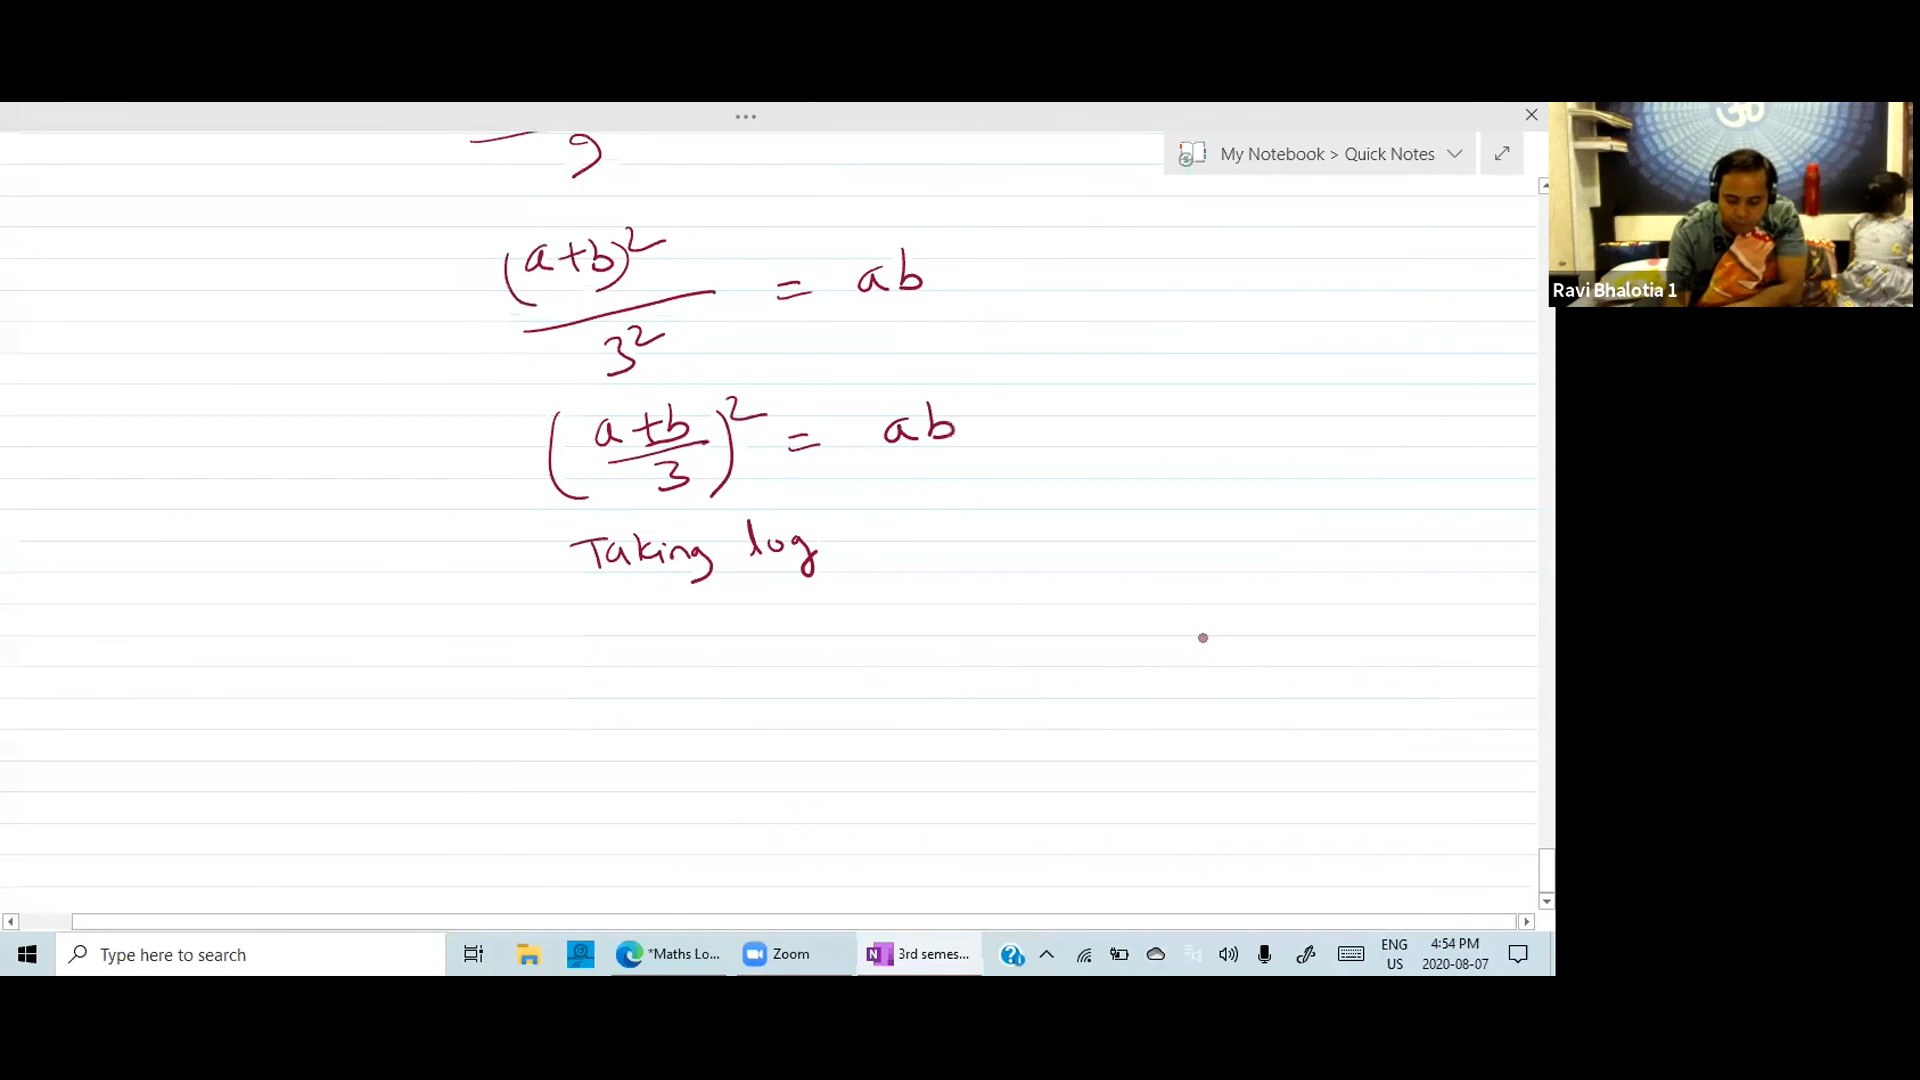 ...
My Notebook > Quick Notes
9
(a+b)² / 3² = ab
(a+b / 3)² = ab
Taking log
Ravi Bhalotia 1
Type here to search
*Maths Lo...
Zoom
3rd semes...
ENG
US
4:54 PM
2020-08-07